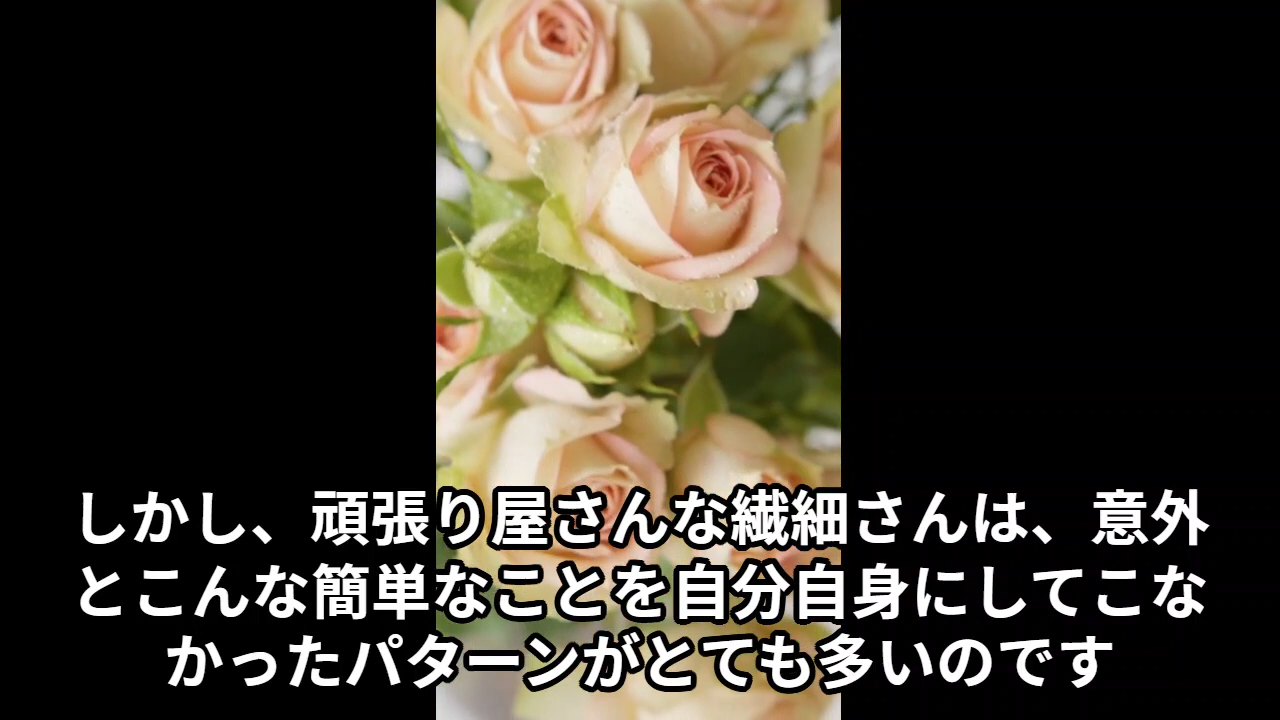 しかし、頑張り屋さんな繊細さんは、意外
とこんな簡単なことを自分自身にしてこな
かったパターンがとても多いのです